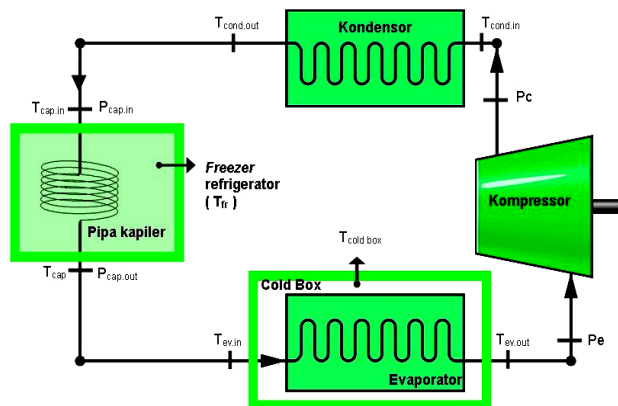 Tcond.out
Kondensor
Tcond.in
Tcap.in
Pcap.in
Pc
Freezer
refrigerator
( Tfr )
Kompressor
Pipa kapiler
Tcold box
Tcap
Pcap.out
Cold Box
Tev.in
Tev.out
Pe
Evaporator